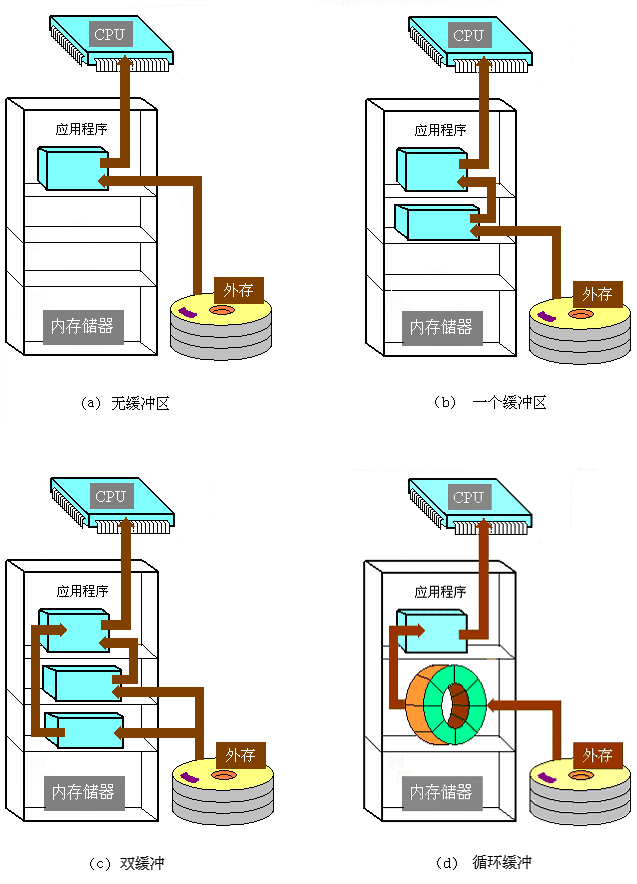 CPU
应用程序
外存
内存储器
(a) 无缓冲区
CPU
应用程序
外存
内存储器
(b) 一个缓冲区
CPU
应用程序
外存
内存储器
(c) 双缓冲
CPU
应用程序
外存
内存储器
(d) 循环缓冲